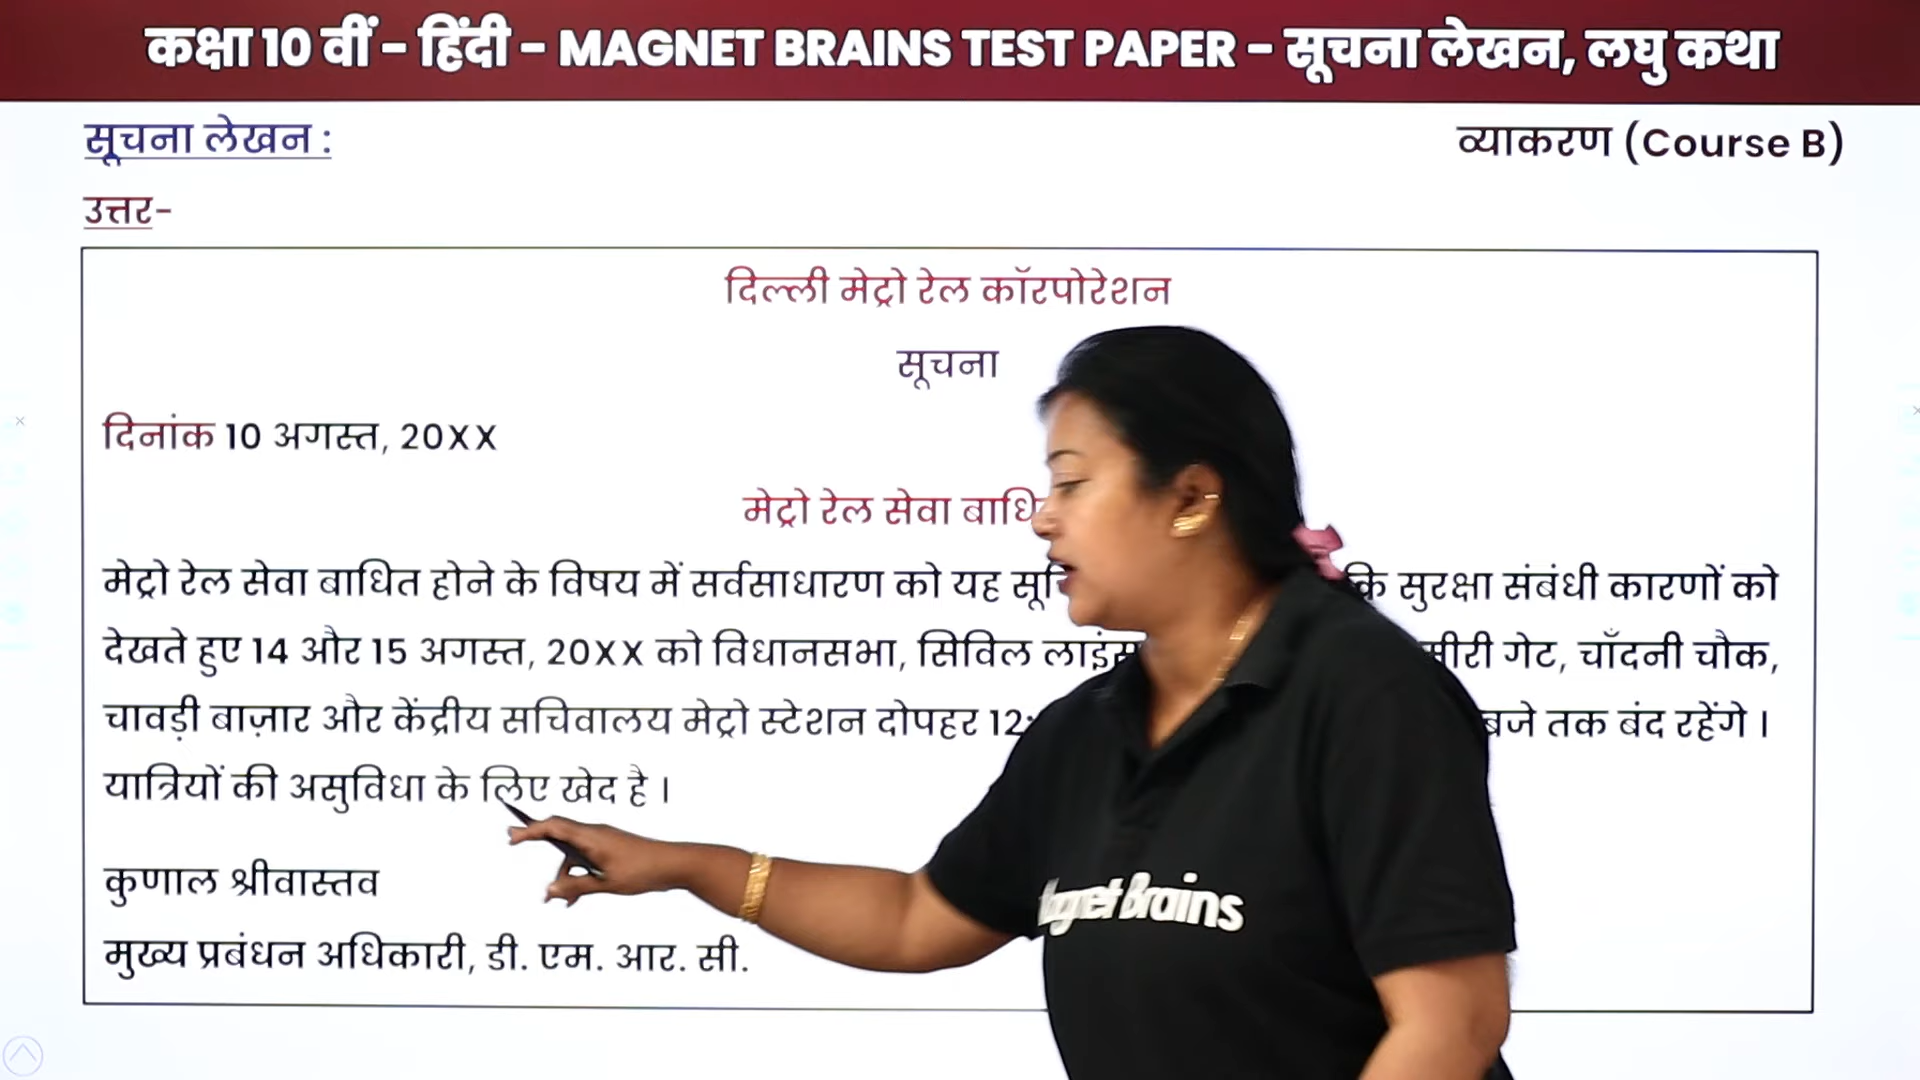 कक्षा 10 वीं - हिंदी - MAGNET BRAINS TEST PAPER - सूचना लेखन, लघु कथा
सूचना लेखन :
व्याकरण (Course B)
उत्तर-
दिल्ली मेट्रो रेल कॉरपोरेशन
सूचना
दिनांक 10 अगस्त, 20XX
मेट्रो रेल सेवा
मेट्रो रेल सेवा बाधित होने के विषय में सर्वसाधारण को यह कि सुरक्षा संबंधी कारणों को
देखते हुए 14 और 15 अगस्त, 20XX को विधानसभा, सिविल लाइंस गेट, चाँदनी चौक,
चावड़ी बाज़ार और केंद्रीय सचिवालय मेट्रो स्टेशन दोपहर 12: बजे तक बंद रहेंगे ।
यात्रियों की असुविधा के लिए खेद है ।
कुणाल श्रीवास्तव
मुख्य प्रबंधन अधिकारी, डी. एम. आर. सी.
Magnet Brains